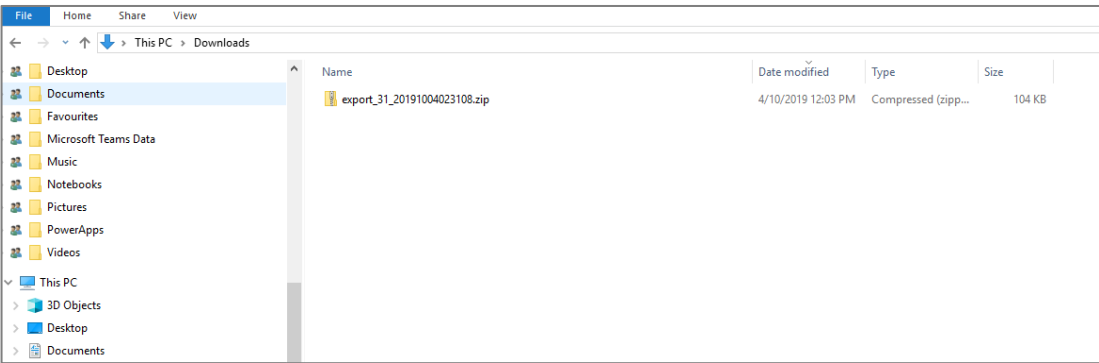 File Home Share View
This PC > Downloads
Desktop
Documents
Favourites
Microsoft Teams Data
Music
Notebooks
Pictures
PowerApps
Videos
This PC
3D Objects
Desktop
Documents
Name Date modified Type Size
export_31_20191004023108.zip 4/10/2019 12:03 PM Compressed (zipp... 104 KB